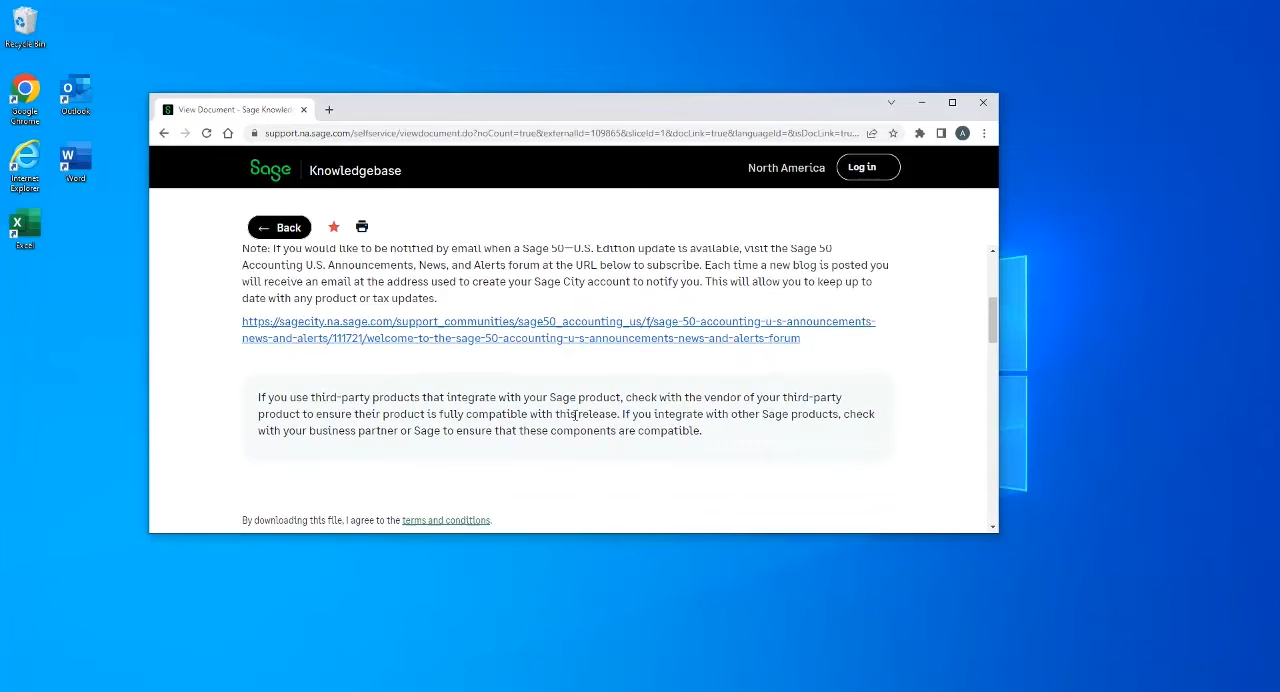 Recycle Bin
Google
Chrome
Outlook
Internet
Explorer
Word
Excel
View Document - Sage Knowled
support.na.sage.com/selfservice/viewdocument.do?noCount=true&externalId=109865&sliceId=1&docLink=true&languageId=&isDocLink=tru...
A
Sage
Knowledgebase
North America
Log in
← Back
Note: If you would like to be notified by email when a Sage 50—U.S. Edition update is available, visit the Sage 50
Accounting U.S. Announcements, News, and Alerts forum at the URL below to subscribe. Each time a new blog is posted you
will receive an email at the address used to create your Sage City account to notify you. This will allow you to keep up to
date with any product or tax updates.
https://sagecity.na.sage.com/support_communities/sage50_accounting_us/f/sage-50-accounting-u-s-announcements-
news-and-alerts/111721/welcome-to-the-sage-50-accounting-u-s-announcements-news-and-alerts-forum
If you use third-party products that integrate with your Sage product, check with the vendor of your third-party
product to ensure their product is fully compatible with this release. If you integrate with other Sage products, check
with your business partner or Sage to ensure that these components are compatible.
By downloading this file, I agree to the terms and conditions.